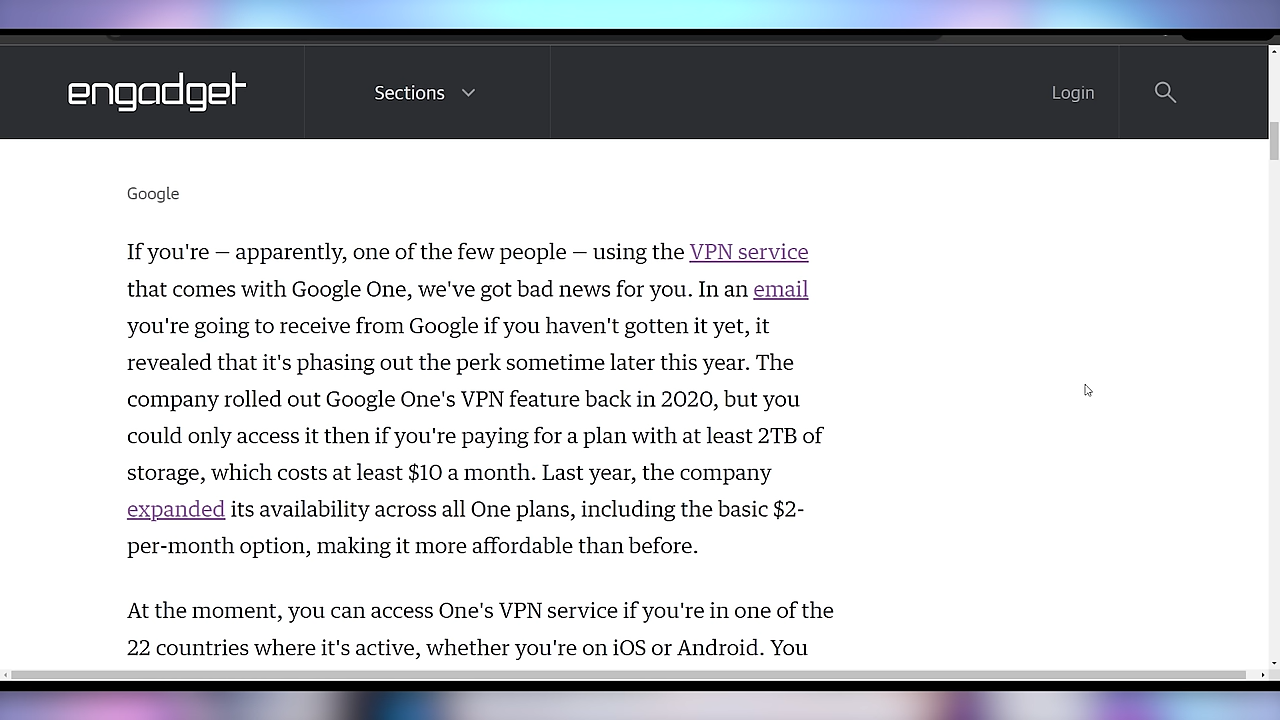 engadget
Sections
Login
Google
If you're — apparently, one of the few people — using the VPN service
that comes with Google One, we've got bad news for you. In an email
you're going to receive from Google if you haven't gotten it yet, it
revealed that it's phasing out the perk sometime later this year. The
company rolled out Google One's VPN feature back in 2020, but you
could only access it then if you're paying for a plan with at least 2TB of
storage, which costs at least $10 a month. Last year, the company
expanded its availability across all One plans, including the basic $2-
per-month option, making it more affordable than before.
At the moment, you can access One's VPN service if you're in one of the
22 countries where it's active, whether you're on iOS or Android. You